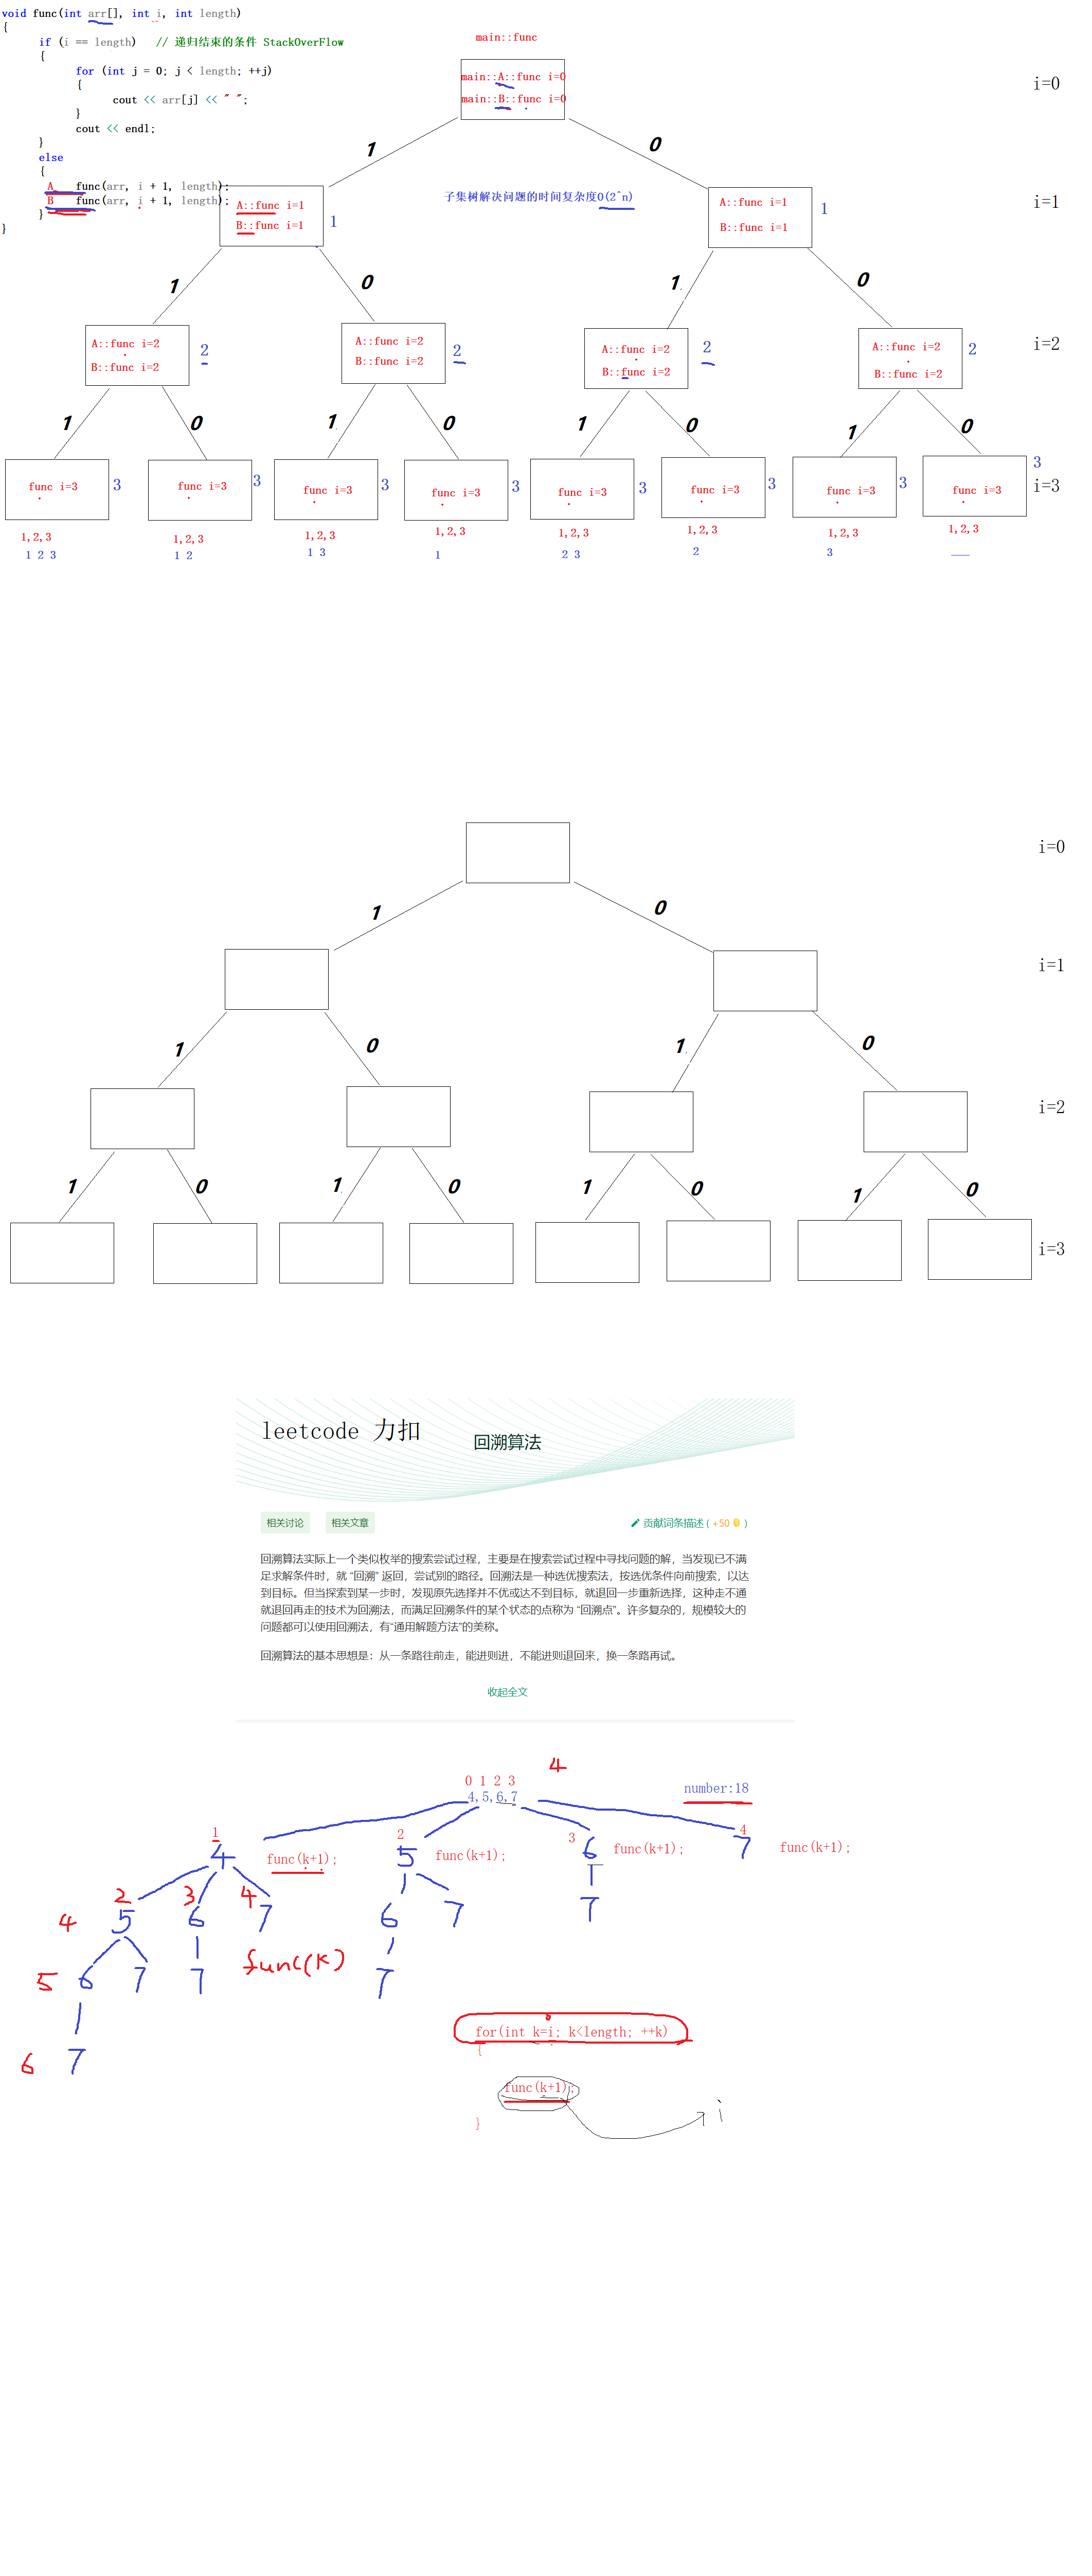 void func(int arr[], int i, int length)
{
if (i == length)   // 递归结束的条件 StackOverFlow
{
for (int j = 0; j < length; ++j)
{
cout << arr[j] << " ";
}
cout << endl;
}
else
{
A   func(arr, i + 1, length);
B   func(arr, i + 1, length);
}
}
main::func
main::A::func i=0
main::B::func i=0
i=0
1
0
子集树解决问题的时间复杂度O(2^n)
A::func i=1
B::func i=1
1
A::func i=1
B::func i=1
1
i=1
1
0
1
0
A::func i=2
B::func i=2
2
A::func i=2
B::func i=2
2
A::func i=2
B::func i=2
2
A::func i=2
B::func i=2
2
i=2
1
0
1
0
1
0
1
0
func i=3
3
func i=3
3
func i=3
3
func i=3
3
func i=3
3
func i=3
3
func i=3
3
func i=3
3
i=3
1,2,3
1 2 3
1,2,3
1 2
1,2,3
1 3
1,2,3
1
1,2,3
2 3
1,2,3
2
1,2,3
3
1,2,3
i=0
1
0
i=1
1
0
1
0
i=2
1
0
1
0
1
0
1
0
i=3
leetcode 力扣
回溯算法
相关讨论
相关文章
贡献词条描述 ( +50 )
回溯算法实际上一个类似枚举的搜索尝试过程，主要是在搜索尝试过程中寻找问题的解，当发现已不满
足求解条件时，就 “回溯” 返回，尝试别的路径。回溯法是一种选优搜索法，按选优条件向前搜索，以达
到目标。但当探索到某一步时，发现原先选择并不优或达不到目标，就退回一步重新选择，这种走不通
就退回再走的技术为回溯法，而满足回溯条件的某个状态的点称为 “回溯点”。许多复杂的，规模较大的
问题都可以使用回溯法，有“通用解题方法”的美称。
回溯算法的基本思想是：从一条路往前走，能进则进，不能进则退回来，换一条路再试。
收起全文
4
0 1 2 3
4,5,6,7
number:18
1
4
func(k+1);
2
5
func(k+1);
3
6
func(k+1);
4
7
func(k+1);
2
3
4
4
5
6
7
6
7
7
5
6
7
7
func(k)
7
6
7
for(int k=i; k<length; ++k)
{
func(k+1);
}
i